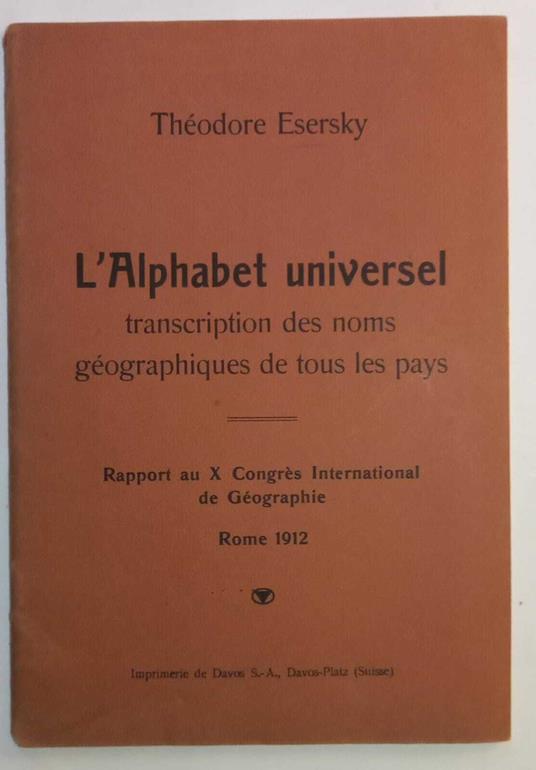 Théodore Esersky
L'Alphabet universel
transcription des noms
géographiques de tous les pays
Rapport au X Congrès International
de Géographie
Rome 1912
Imprimerie de Davos S.-A., Davos-Platz (Suisse)